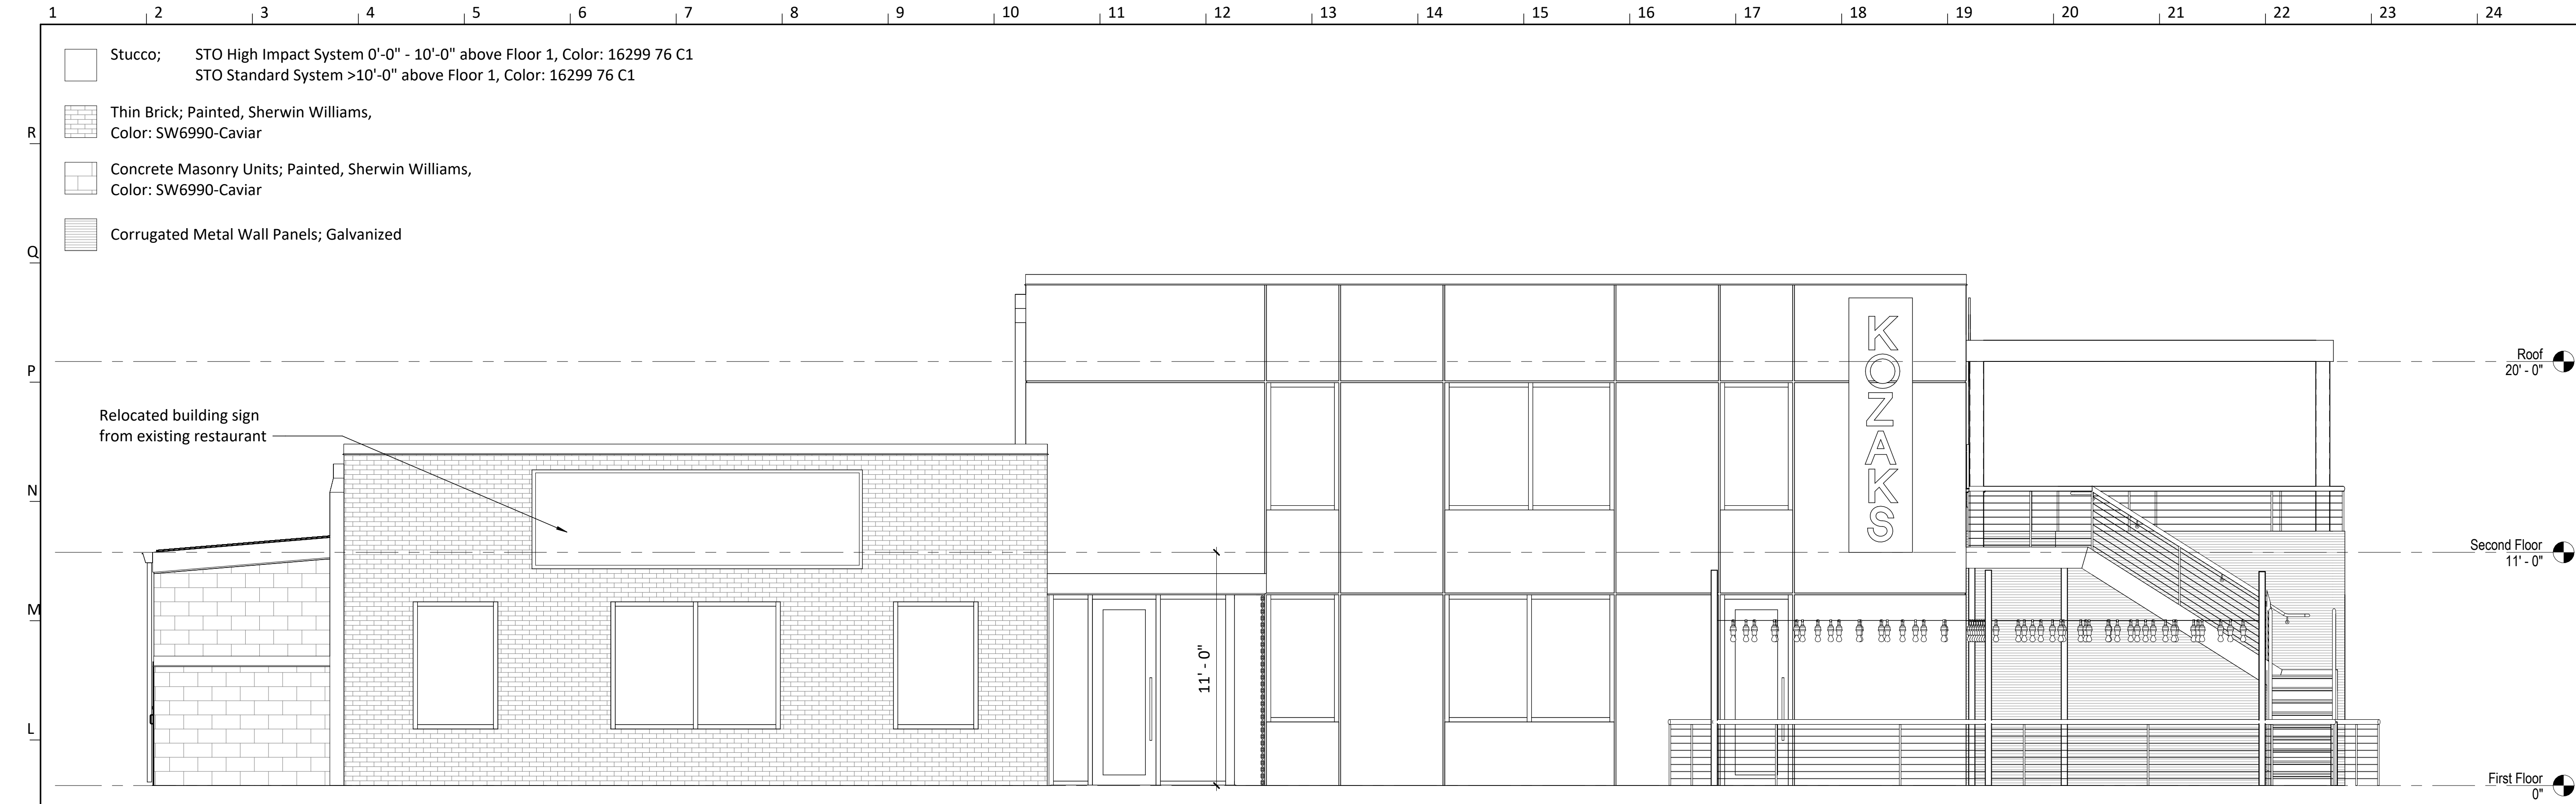 1 2 3 4 5 6 7 8 9 10 11 12 13 14 15 16 17 18 19 20 21 22 23 24
Stucco; STO High Impact System 0'-0" - 10'-0" above Floor 1, Color: 16299 76 C1
STO Standard System >10'-0" above Floor 1, Color: 16299 76 C1
Thin Brick; Painted, Sherwin Williams,
Color: SW6990-Caviar
R
Concrete Masonry Units; Painted, Sherwin Williams,
Color: SW6990-Caviar
Corrugated Metal Wall Panels; Galvanized
Q
KOZAKS
Roof
20' - 0"
P
Relocated building sign
from existing restaurant
N
Second Floor
11' - 0"
M
11' - 0"
L
First Floor
0"